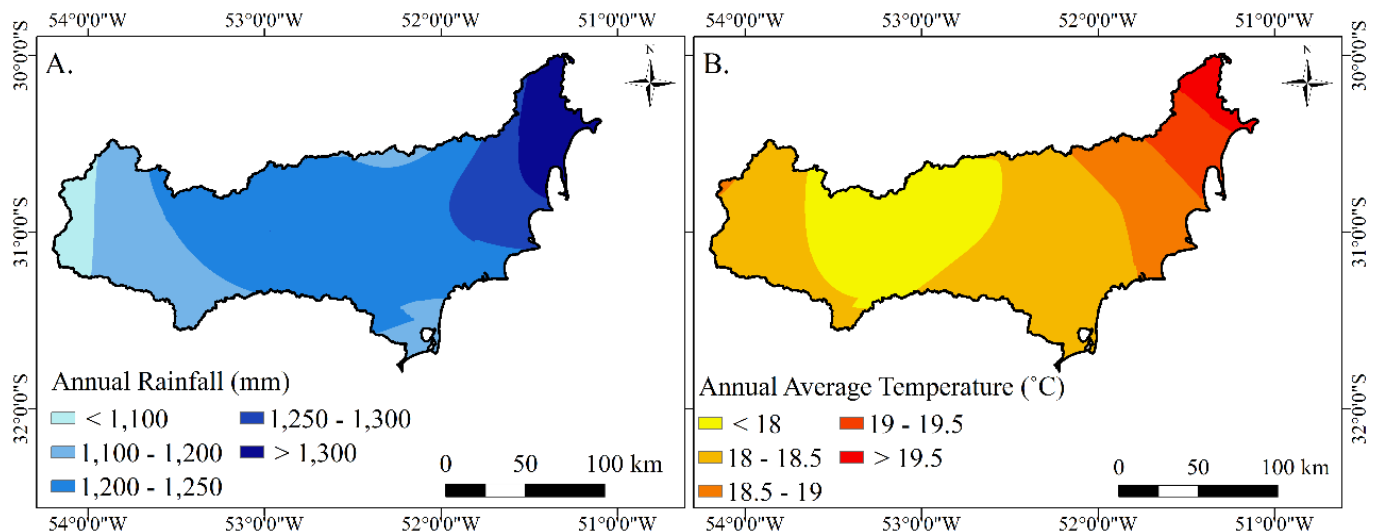 54°0'0"W 53°0'0"W 52°0'0"W 51°0'0"W
54°0'0"W 53°0'0"W 52°0'0"W 51°0'0"W
A.
N
30°0'0"S
31°0'0"S
32°0'0"S
Annual Rainfall (mm)
< 1,100
1,100 - 1,200
1,200 - 1,250
1,250 - 1,300
> 1,300
0 50 100 km
54°0'0"W 53°0'0"W 52°0'0"W 51°0'0"W
B.
N
30°0'0"S
31°0'0"S
32°0'0"S
Annual Average Temperature (˚C)
< 18
18 - 18.5
18.5 - 19
19 - 19.5
> 19.5
0 50 100 km
54°0'0"W 53°0'0"W 52°0'0"W 51°0'0"W